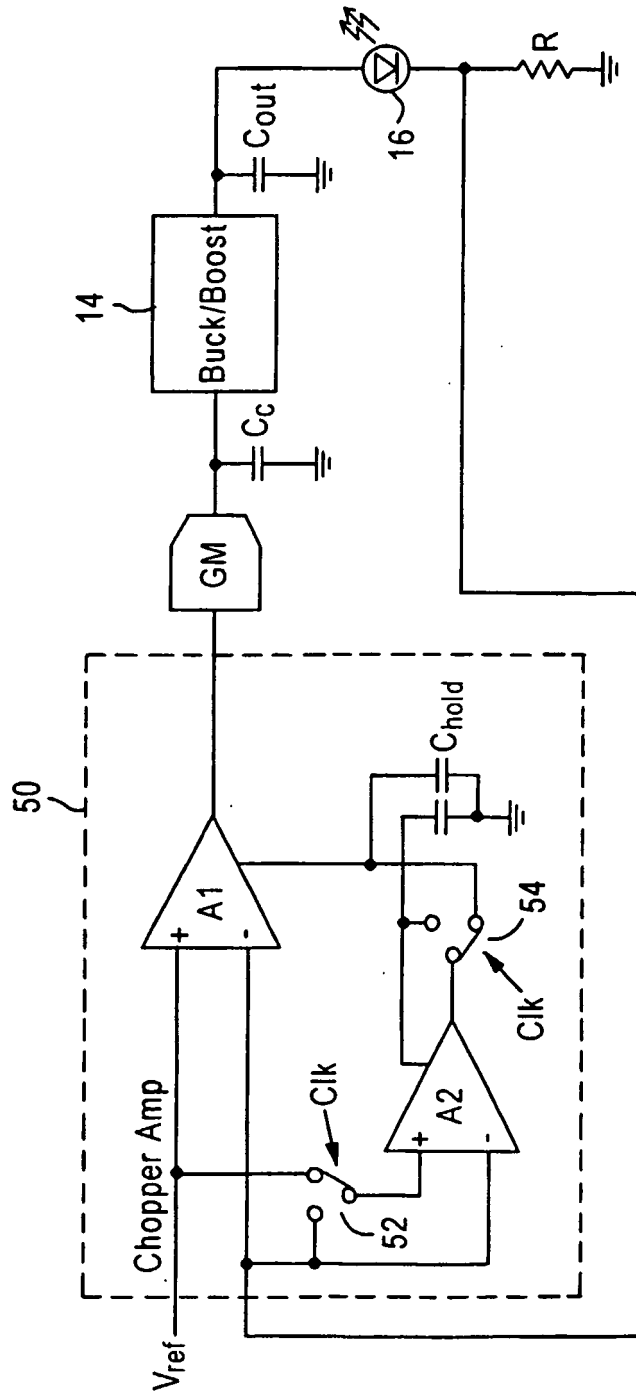 50
Chopper Amp
Vref
+
-
A1
GM
Cc
14
Buck/Boost
Cout
16
R
Clk
52
+
-
A2
54
Clk
Chold